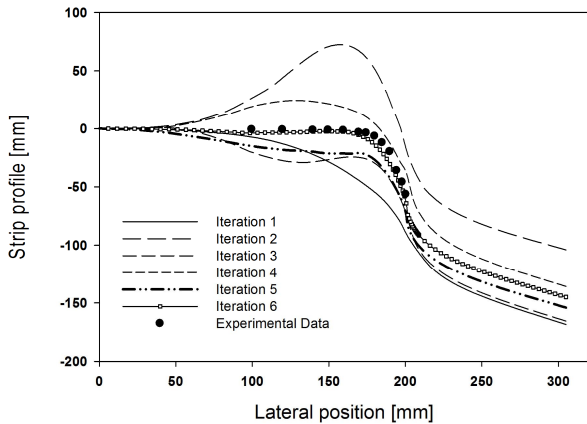 100
50
0
-50
-100
-150
-200
Strip profile [mm]
Iteration 1
Iteration 2
Iteration 3
Iteration 4
Iteration 5
Iteration 6
Experimental Data
0 50 100 150 200 250 300
Lateral position [mm]